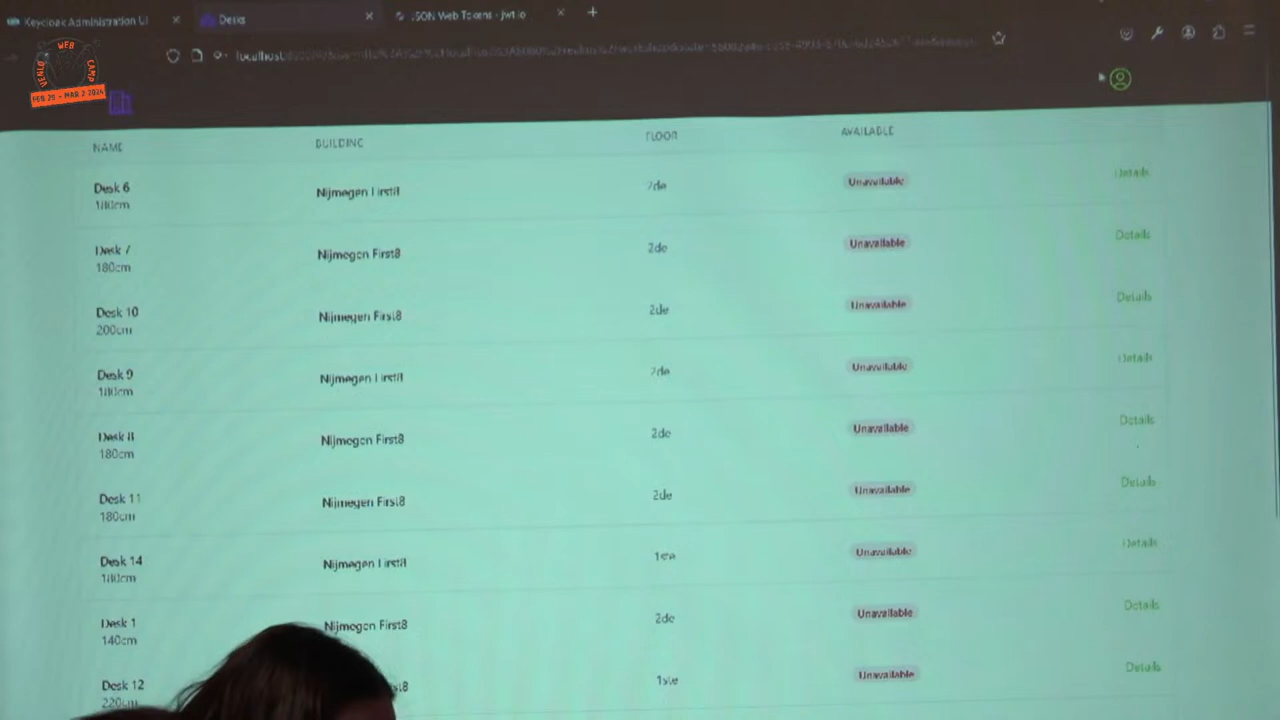 Keycloak Administration UI
Desks
JSON Web Tokens - jwt.io
localhost
WEB
CAMP
VENLO
FEB 29 - MAR 2 2024
NAME BUILDING FLOOR AVAILABLE
Desk 6 Nijmegen First8 2de Unavailable Details
180cm
Desk 7 Nijmegen First8 2de Unavailable Details
180cm
Desk 10 Nijmegen First8 2de Unavailable Details
200cm
Desk 9 Nijmegen First8 2de Unavailable Details
180cm
Desk 8 Nijmegen First8 2de Unavailable Details
180cm
Desk 11 Nijmegen First8 2de Unavailable Details
180cm
Desk 14 Nijmegen First8 1ste Unavailable Details
180cm
Desk 1 Nijmegen First8 2de Unavailable Details
140cm
Desk 12 st8 1ste Unavailable Details
220cm